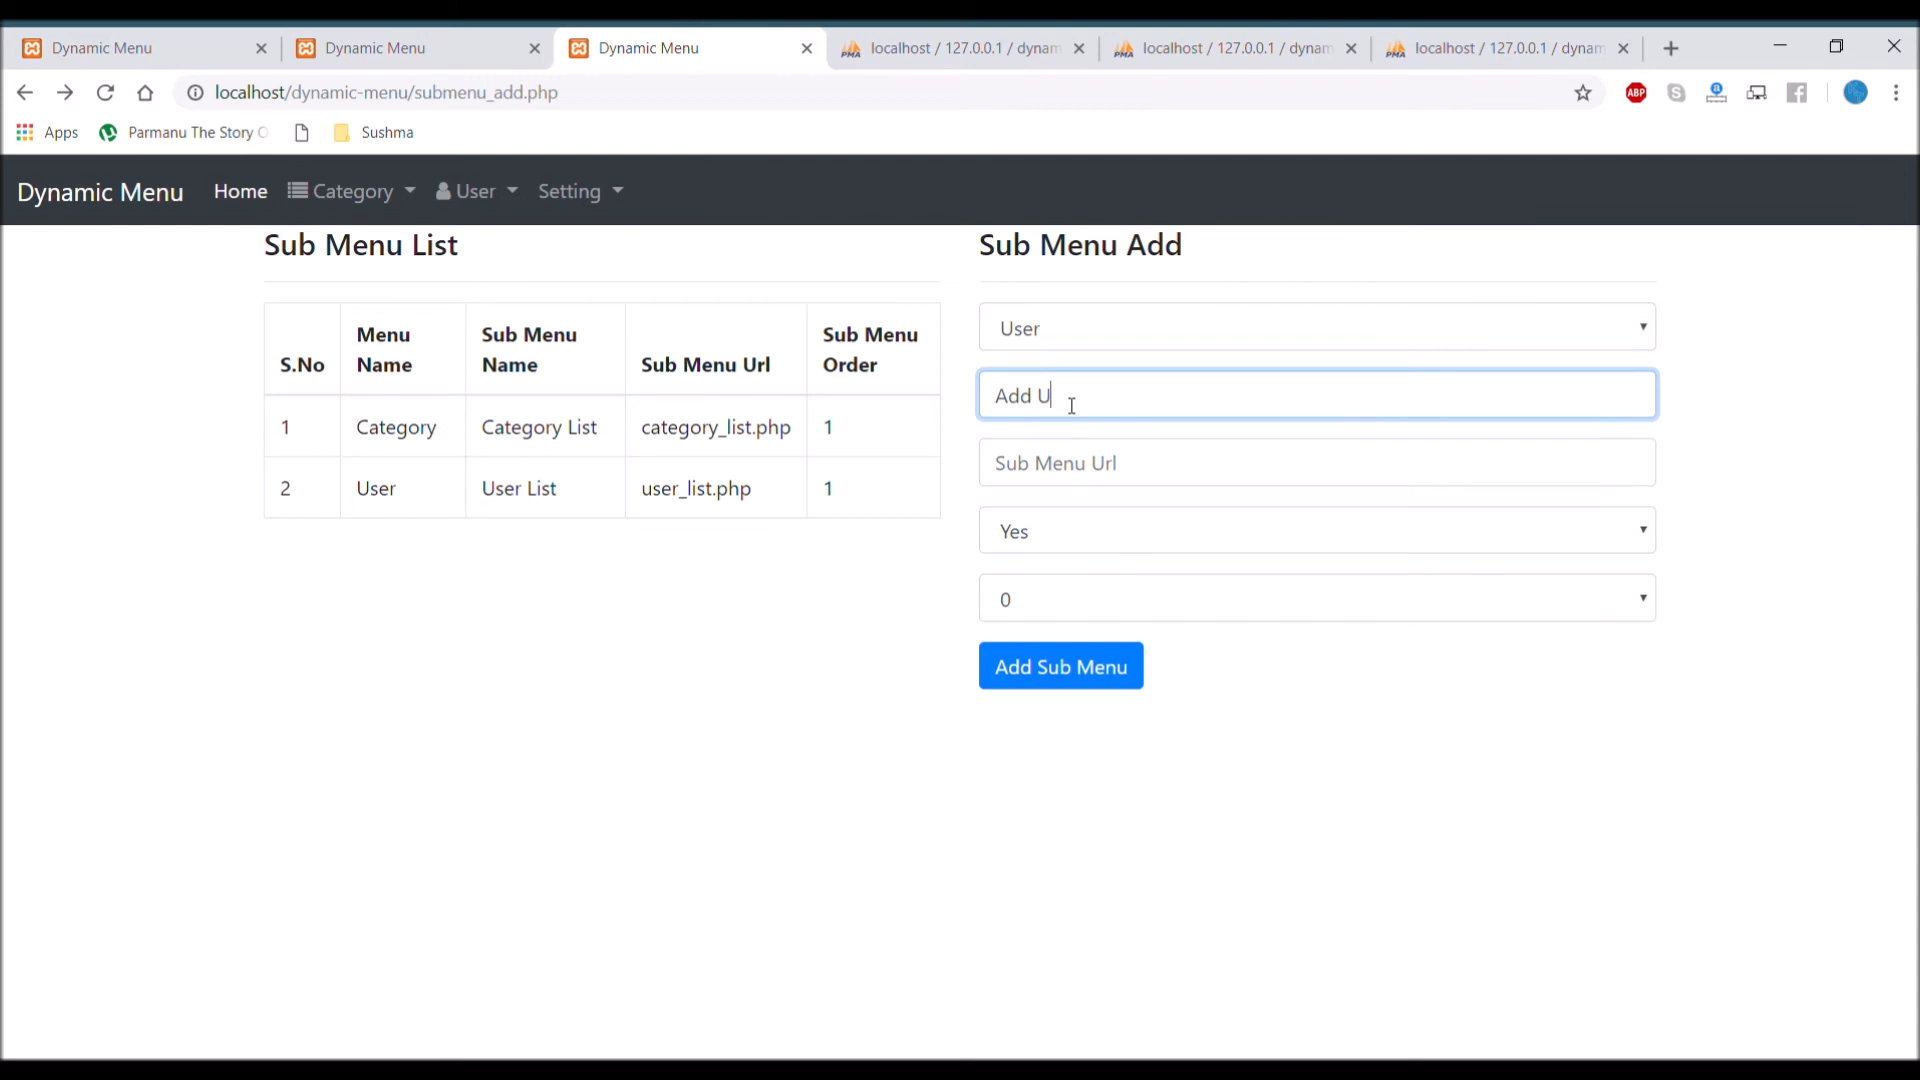 Dynamic Menu
Dynamic Menu
Dynamic Menu
localhost / 127.0.0.1 / dynam
localhost / 127.0.0.1 / dynam
localhost / 127.0.0.1 / dynam
localhost/dynamic-menu/submenu_add.php
ABP
Apps
Parmanu The Story O
Sushma
Dynamic Menu Home Category User Setting
Sub Menu List
S.No Menu Name Sub Menu Name Sub Menu Url Sub Menu Order
1 Category Category List category_list.php 1
2 User User List user_list.php 1
Sub Menu Add
User
Add U
Sub Menu Url
Yes
0
Add Sub Menu